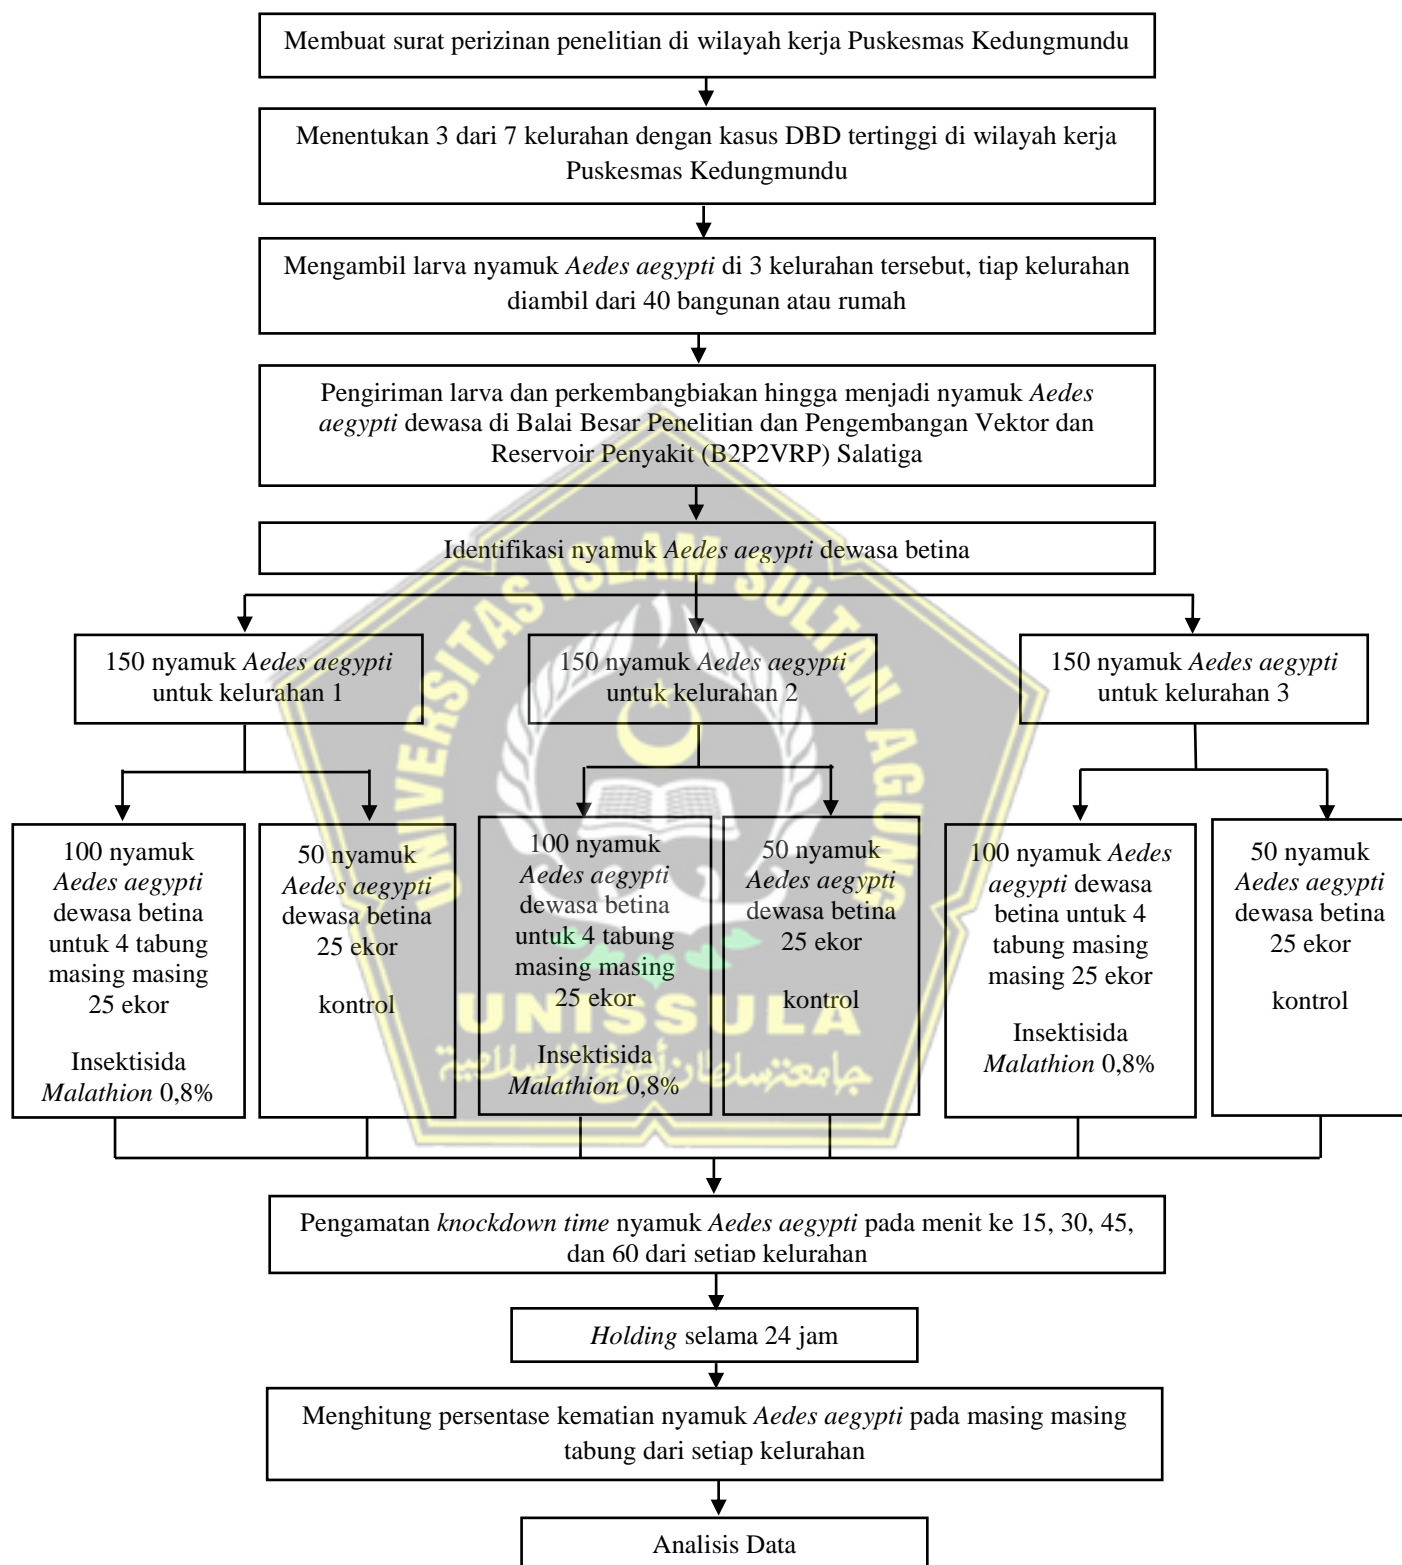 Membuat surat perizinan penelitian di wilayah kerja Puskesmas Kedungmundu
Menentukan 3 dari 7 kelurahan dengan kasus DBD tertinggi di wilayah kerja
Puskesmas Kedungmundu
Mengambil larva nyamuk Aedes aegypti di 3 kelurahan tersebut, tiap kelurahan
diambil dari 40 bangunan atau rumah
Pengiriman larva dan perkembangbiakan hingga menjadi nyamuk Aedes
aegypti dewasa di Balai Besar Penelitian dan Pengembangan Vektor dan
Reservoir Penyakit (B2P2VRP) Salatiga
Identifikasi nyamuk Aedes aegypti dewasa betina
150 nyamuk Aedes aegypti
untuk kelurahan 1
150 nyamuk Aedes aegypti
untuk kelurahan 2
150 nyamuk Aedes aegypti
untuk kelurahan 3
100 nyamuk
Aedes aegypti
dewasa betina
untuk 4 tabung
masing masing
25 ekor
Insektisida
Malathion 0,8%
50 nyamuk
Aedes aegypti
dewasa betina
25 ekor
kontrol
100 nyamuk
Aedes aegypti
dewasa betina
untuk 4 tabung
masing masing
25 ekor
Insektisida
Malathion 0,8%
50 nyamuk
Aedes aegypti
dewasa betina
25 ekor
kontrol
100 nyamuk Aedes
aegypti dewasa
betina untuk 4
tabung masing
masing 25 ekor
Insektisida
Malathion 0,8%
50 nyamuk
Aedes aegypti
dewasa betina
25 ekor
kontrol
Pengamatan knockdown time nyamuk Aedes aegypti pada menit ke 15, 30, 45,
dan 60 dari setiap kelurahan
Holding selama 24 jam
Menghitung persentase kematian nyamuk Aedes aegypti pada masing masing
tabung dari setiap kelurahan
Analisis Data
UNIVERSITAS ISLAM SULTAN AGUNG
UNISSULA
جامعة سلطان أجونج الإسلامية